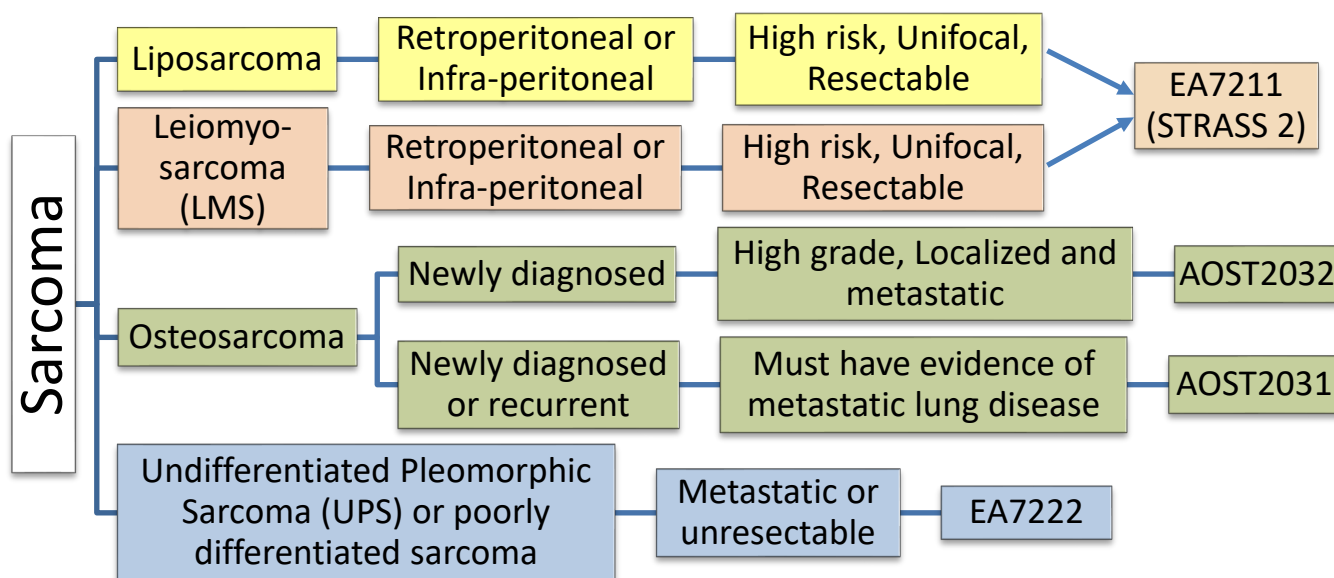 Sarcoma
Liposarcoma
Retroperitoneal or
Infra-peritoneal
High risk, Unifocal,
Resectable
EA7211
(STRASS 2)
Leiomyo-
sarcoma
(LMS)
Retroperitoneal or
Infra-peritoneal
High risk, Unifocal,
Resectable
Osteosarcoma
Newly diagnosed
High grade, Localized and
metastatic
AOST2032
Newly diagnosed
or recurrent
Must have evidence of
metastatic lung disease
AOST2031
Undifferentiated Pleomorphic
Sarcoma (UPS) or poorly
differentiated sarcoma
Metastatic or
unresectable
EA7222